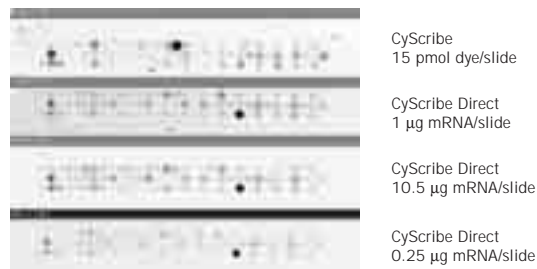 CyScribe
15 pmol dye/slide
CyScribe Direct
1 μg mRNA/slide
CyScribe Direct
10.5 μg mRNA/slide
CyScribe Direct
0.25 μg mRNA/slide